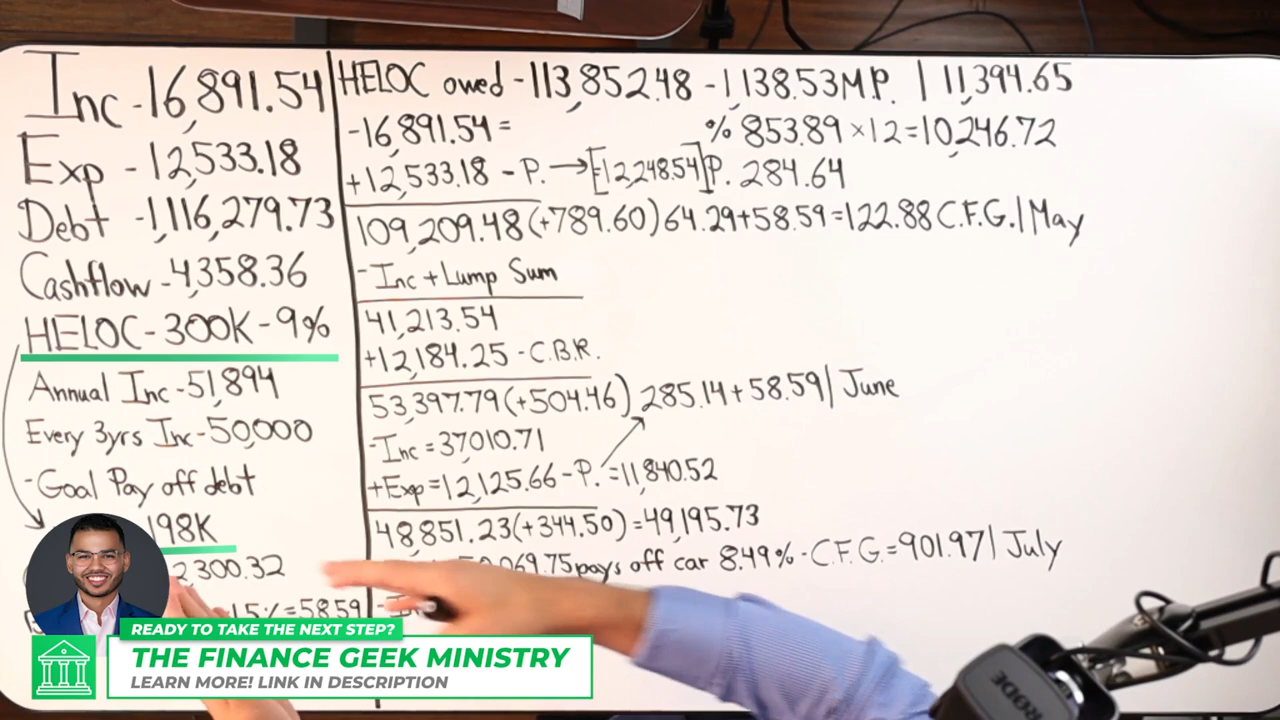 Inc - 16,891.54
Exp - 12,533.18
Debt - 1,116,279.73
Cashflow - 4,358.36
HELOC - 300K - 9%
Annual Inc - 51,894
Every 3yrs Inc - 50,000
- Goal Pay off debt
198K
2,300.32
=58.59
HELOC owed - 113,852.48 - 1,138.53 M.P. | 11,394.65
- 16,891.54 = % 853.89 × 12 = 10,246.72
+ 12,533.18 - P. → [12,248.54] P. 284.64
109,209.48 (+789.60) 64.29 + 58.59 = 122.88 C.F.G. | May
- Inc + Lump Sum
41,213.54
+ 12,184.25 - C.B.R.
53,397.79 (+504.46) 285.14 + 58.59 | June
- Inc = 37010.71
+ Exp = 12,125.66 - P. = 11,840.52
48,851.23 (+344.50) = 49,195.73
069.75 pays off car 8.49% - C.F.G. = 901.97 | July
READY TO TAKE THE NEXT STEP?
THE FINANCE GEEK MINISTRY
LEARN MORE! LINK IN DESCRIPTION
RODE